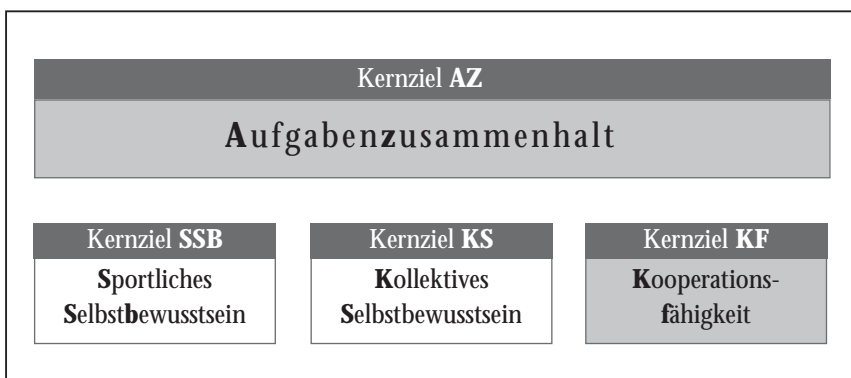 Kernziel AZ
Aufgabenzusammenhalt
Kernziel SSB
Sportliches
Selbstbewusstsein
Kernziel KS
Kollektives
Selbstbewusstsein
Kernziel KF
Kooperations-
fähigkeit